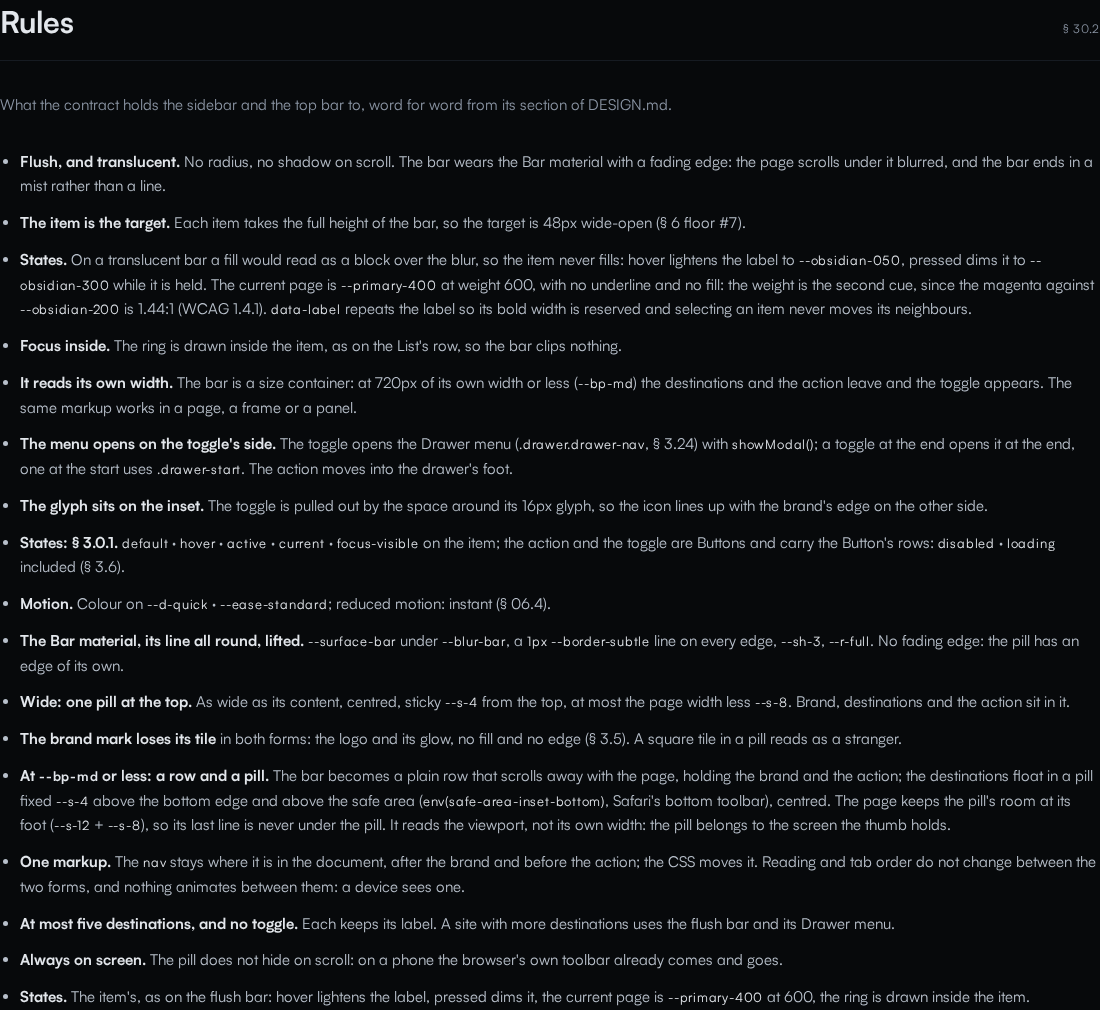 Rules
§ 30.2
What the contract holds the sidebar and the top bar to, word for word from its section of DESIGN.md.
• Flush, and translucent. No radius, no shadow on scroll. The bar wears the Bar material with a fading edge: the page scrolls under it blurred, and the bar ends in a
mist rather than a line.
• The item is the target. Each item takes the full height of the bar, so the target is 48px wide-open (§ 6 floor #7).
• States. On a translucent bar a fill would read as a block over the blur, so the item never fills: hover lightens the label to --obsidian-050, pressed dims it to --
obsidian-300 while it is held. The current page is --primary-400 at weight 600, with no underline and no fill: the weight is the second cue, since the magenta against
--obsidian-200 is 1.44:1 (WCAG 1.4.1). data-label repeats the label so its bold width is reserved and selecting an item never moves its neighbours.
• Focus inside. The ring is drawn inside the item, as on the List's row, so the bar clips nothing.
• It reads its own width. The bar is a size container: at 720px of its own width or less (--bp-md) the destinations and the action leave and the toggle appears. The
same markup works in a page, a frame or a panel.
• The menu opens on the toggle's side. The toggle opens the Drawer menu (.drawer.drawer-nav, § 3.24) with showModal(); a toggle at the end opens it at the end,
one at the start uses .drawer-start. The action moves into the drawer's foot.
• The glyph sits on the inset. The toggle is pulled out by the space around its 16px glyph, so the icon lines up with the brand's edge on the other side.
• States: § 3.0.1. default • hover • active • current • focus-visible on the item; the action and the toggle are Buttons and carry the Button's rows: disabled • loading
included (§ 3.6).
• Motion. Colour on --d-quick • --ease-standard; reduced motion: instant (§ 06.4).
• The Bar material, its line all round, lifted. --surface-bar under --blur-bar, a 1px --border-subtle line on every edge, --sh-3, --r-full. No fading edge: the pill has an
edge of its own.
• Wide: one pill at the top. As wide as its content, centred, sticky --s-4 from the top, at most the page width less --s-8. Brand, destinations and the action sit in it.
• The brand mark loses its tile in both forms: the logo and its glow, no fill and no edge (§ 3.5). A square tile in a pill reads as a stranger.
• At --bp-md or less: a row and a pill. The bar becomes a plain row that scrolls away with the page, holding the brand and the action; the destinations float in a pill
fixed --s-4 above the bottom edge and above the safe area (env(safe-area-inset-bottom), Safari's bottom toolbar), centred. The page keeps the pill's room at its
foot (--s-12 + --s-8), so its last line is never under the pill. It reads the viewport, not its own width: the pill belongs to the screen the thumb holds.
• One markup. The nav stays where it is in the document, after the brand and before the action; the CSS moves it. Reading and tab order do not change between the
two forms, and nothing animates between them: a device sees one.
• At most five destinations, and no toggle. Each keeps its label. A site with more destinations uses the flush bar and its Drawer menu.
• Always on screen. The pill does not hide on scroll: on a phone the browser's own toolbar already comes and goes.
• States. The item's, as on the flush bar: hover lightens the label, pressed dims it, the current page is --primary-400 at 600, the ring is drawn inside the item.